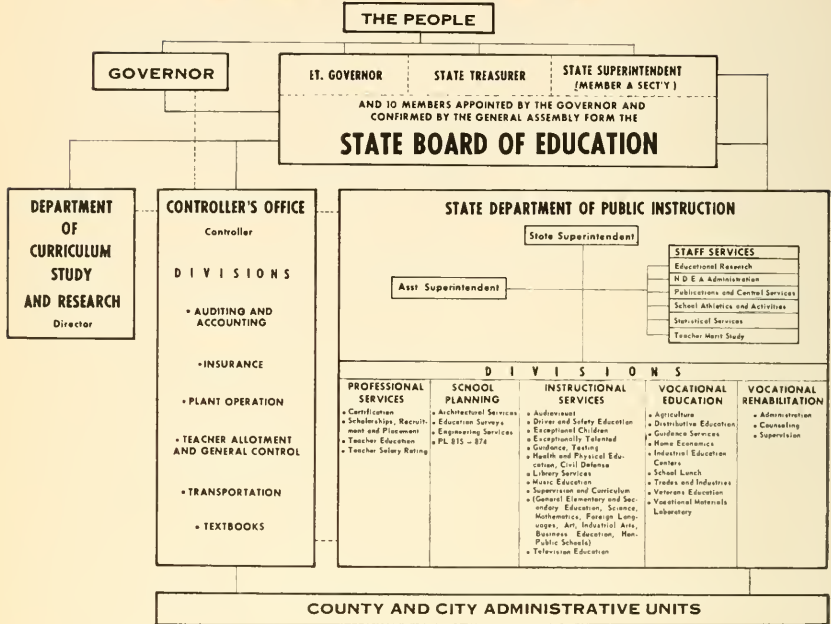 THE PEOPLE
GOVERNOR
LT. GOVERNOR
STATE TREASURER
STATE SUPERINTENDENT
(MEMBER & SECT'Y)
AND 10 MEMBERS APPOINTED BY THE GOVERNOR AND
CONFIRMED BY THE GENERAL ASSEMBLY FORM THE
STATE BOARD OF EDUCATION
DEPARTMENT
OF
CURRICULUM
STUDY
AND RESEARCH
Director
CONTROLLER'S OFFICE
Controller
DIVISIONS
• AUDITING AND
ACCOUNTING
• INSURANCE
• PLANT OPERATION
• TEACHER ALLOTMENT
AND GENERAL CONTROL
• TRANSPORTATION
• TEXTBOOKS
STATE DEPARTMENT OF PUBLIC INSTRUCTION
State Superintendent
Asst Superintendent
STAFF SERVICES
Educational Research
N D E A Administration
Publications and Control Services
School Athletics and Activities
Statistical Services
Teacher Merit Study
DIVISIONS
PROFESSIONAL
SERVICES
• Certification
• Scholarships, Recruit-
ment and Placement
• Teacher Education
• Teacher Salary Rating
SCHOOL
PLANNING
• Architectural Services
• Education Surveys
• Engineering Services
• PL 815 - 874
INSTRUCTIONAL
SERVICES
• Audiovisual
• Driver and Safety Education
• Exceptional Children
• Exceptionally Talented
• Guidance, Testing
• Health and Physical Edu-
cation, Civil Defense
• Library Services
• Music Education
• Supervision and Curriculum
• (General Elementary and Sec-
ondary Education, Science,
Mathematics, Foreign Lang-
uages, Art, Industrial Arts,
Business Education, Non-
Public Schools)
• Television Education
VOCATIONAL
EDUCATION
• Agriculture
• Distributive Education
• Guidance Services
• Home Economics
• Industrial Education
Centers
• School Lunch
• Trades and Industries
• Veterans Education
• Vocational Materials
Laboratory
VOCATIONAL
REHABILITATION
• Administration
• Counseling
• Supervision
COUNTY AND CITY ADMINISTRATIVE UNITS